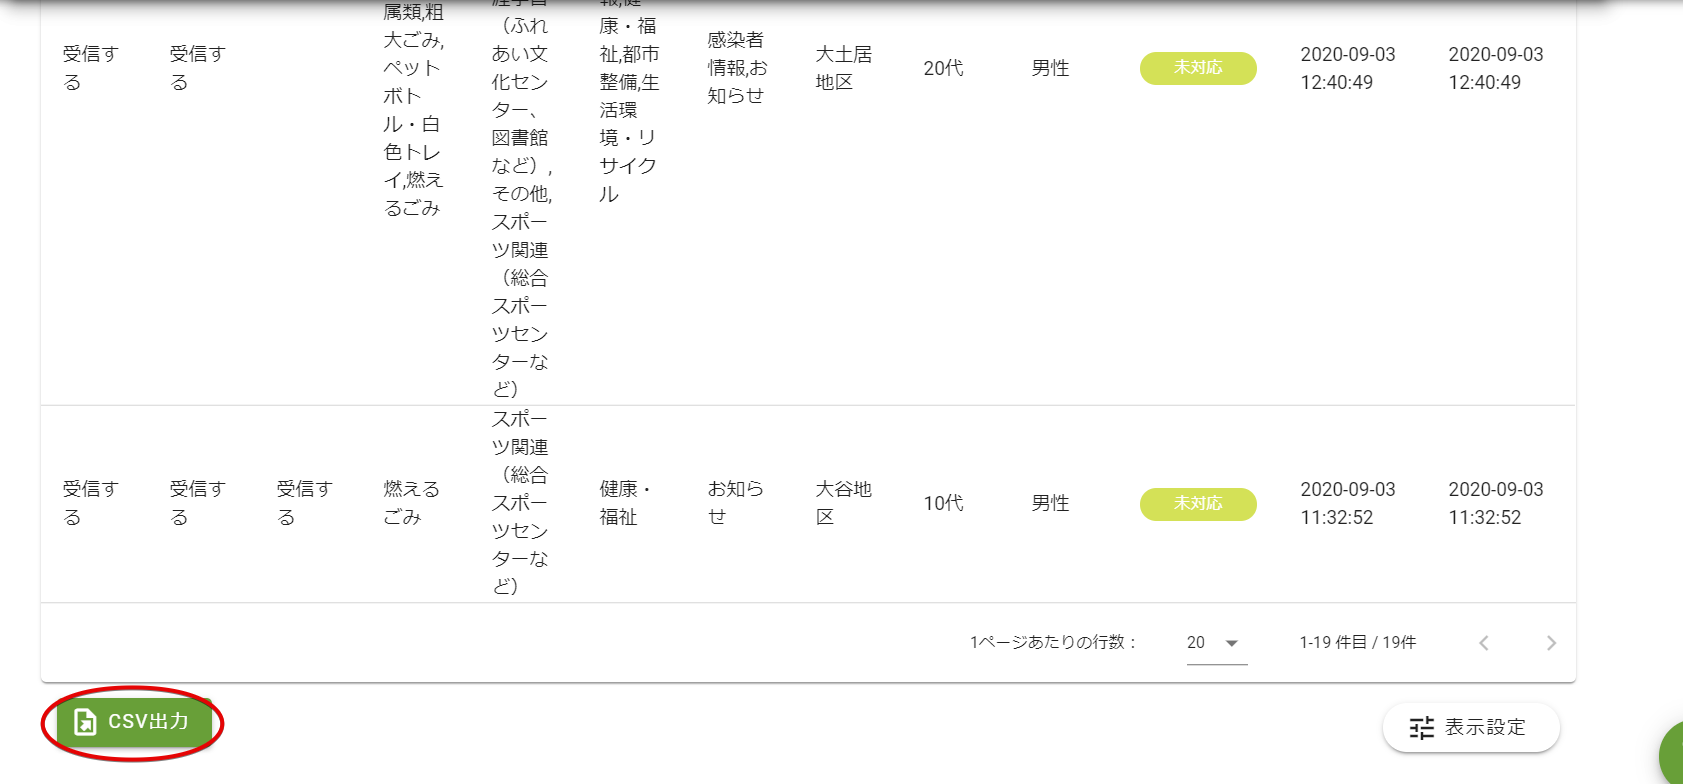 受信す
る
受信す
る
属類,粗
大ごみ,
ペット
ボト
ル・白
色トレ
イ,燃え
るごみ
（ふれ
あい文
化セン
ター、
図書館
など）,
その他,
スポー
ツ関連
（総合
スポー
ツセン
ターな
ど）
康・福
祉,都市
整備,生
活環
境・リ
サイク
ル
感染者
情報,お
知らせ
大土居
地区
20代
男性
未対応
2020-09-03
12:40:49
2020-09-03
12:40:49
受信す
る
受信す
る
受信す
る
燃える
ごみ
スポー
ツ関連
（総合
スポー
ツセン
ターな
ど）
健康・
福祉
お知ら
せ
大谷地
区
10代
男性
未対応
2020-09-03
11:32:52
2020-09-03
11:32:52
1ページあたりの行数： 20 1-19 件目 / 19件
CSV出力
表示設定